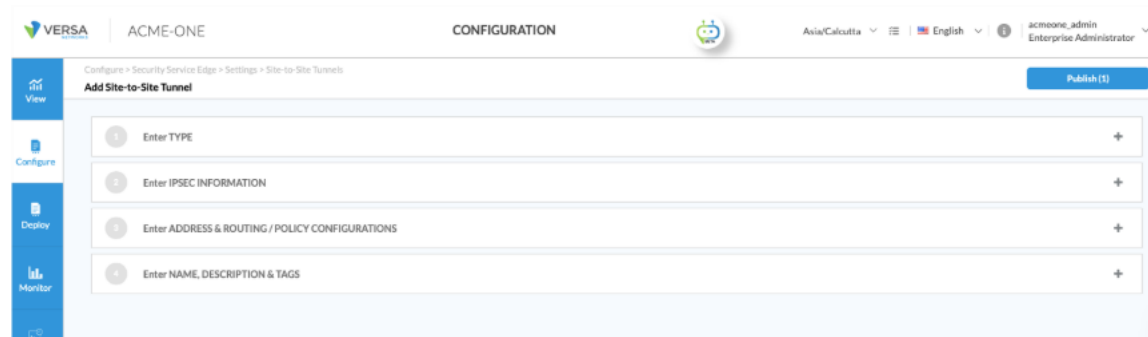 VERSA
NETWORKS
ACME-ONE
CONFIGURATION
Asia/Calcutta
English
acmeone_admin
Enterprise Administrator
View
Configure
Deploy
Monitor
Configure > Security Service Edge > Settings > Site-to-Site Tunnels
Add Site-to-Site Tunnel
Publish (1)
1 Enter TYPE
2 Enter IPSEC INFORMATION
3 Enter ADDRESS & ROUTING / POLICY CONFIGURATIONS
4 Enter NAME, DESCRIPTION & TAGS